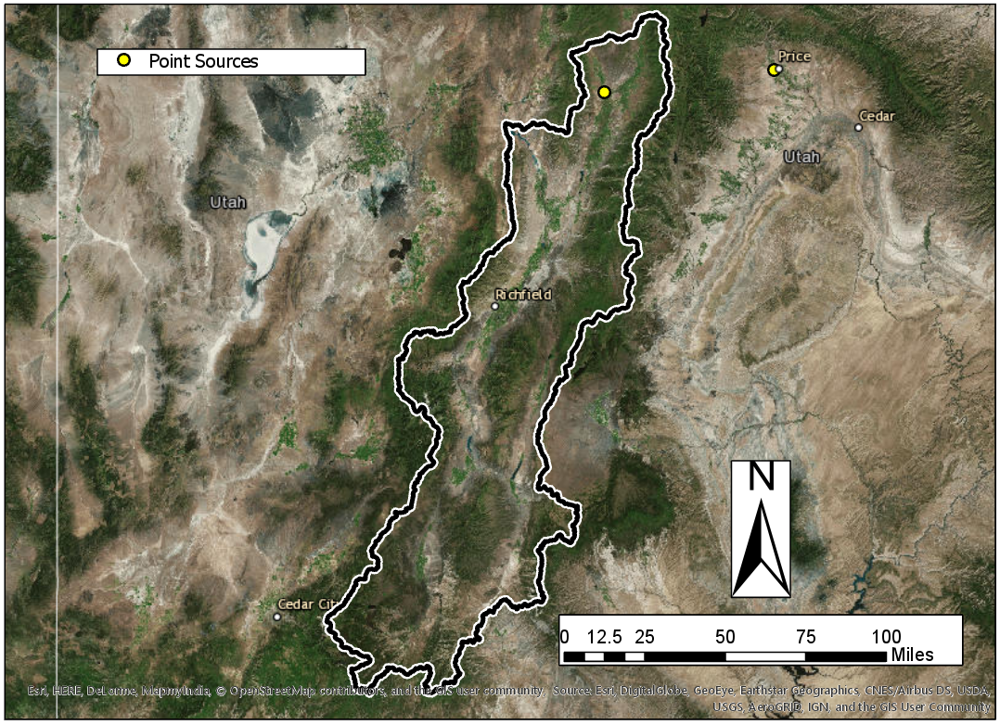 Point Sources
Price
Cedar
Utah
Utah
Richfield
N
Cedar City
0 12.5 25 50 75 100
Miles
Esri, HERE, DeLorme, MapmyIndia, © OpenStreetMap contributors, and the GIS user community, Source: Esri, DigitalGlobe, GeoEye, Earthstar Geographics, CNES/Airbus DS, USDA,
USGS, AeroGRID, IGN, and the GIS User Community